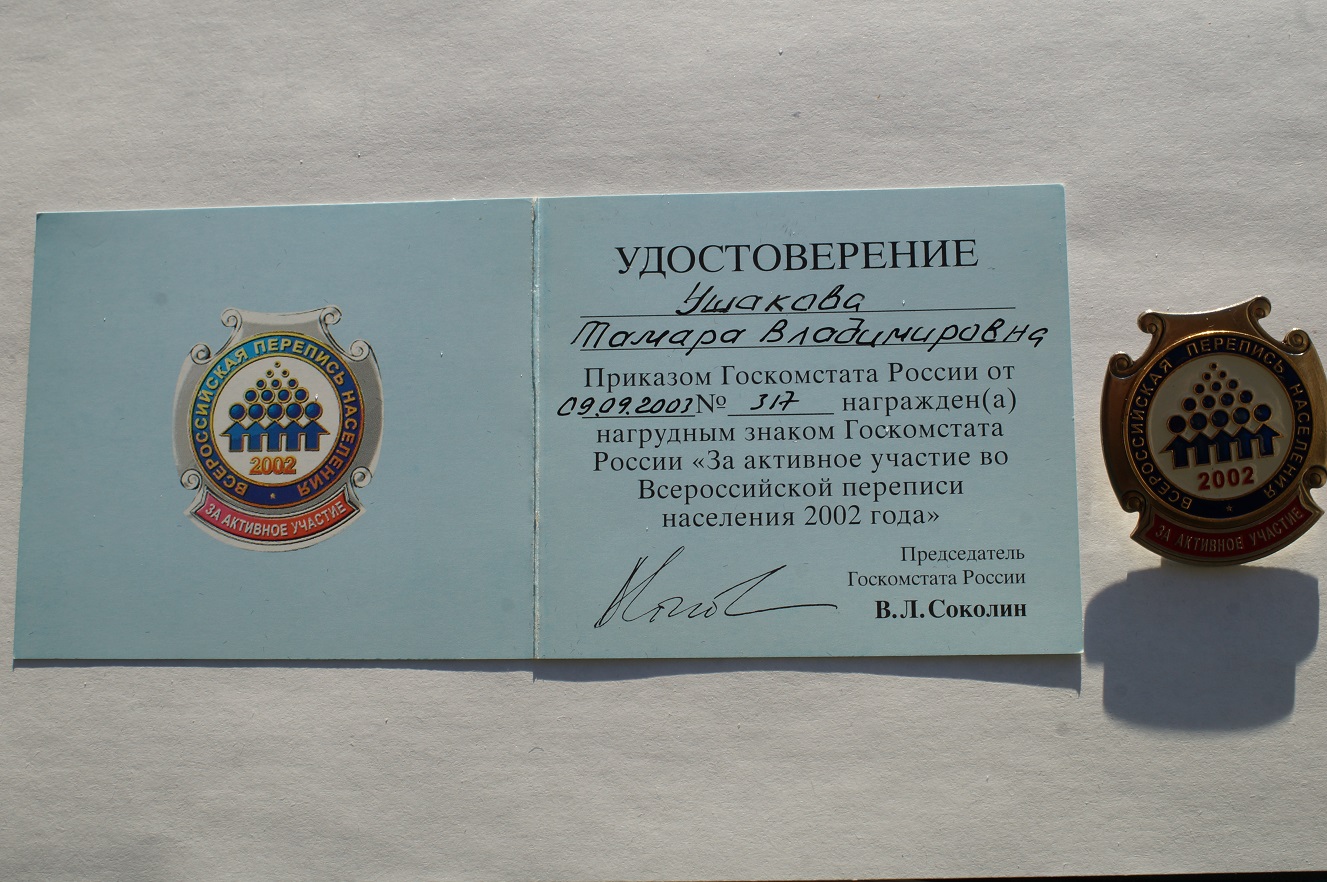 ВСЕРОССИЙСКАЯ ПЕРЕПИСЬ НАСЕЛЕНИЯ
2002
ЗА АКТИВНОЕ УЧАСТИЕ
УДОСТОВЕРЕНИЕ
Ушакова
Тамара Владимировна
Приказом Госкомстата России от
09.09.2003 № 317 награжден(а)
нагрудным знаком Госкомстата
России «За активное участие во
Всероссийской переписи
населения 2002 года»
Председатель
Госкомстата России
В.Л.Соколин
ВСЕРОССИЙСКАЯ ПЕРЕПИСЬ НАСЕЛЕНИЯ
2002
ЗА АКТИВНОЕ УЧАСТИЕ